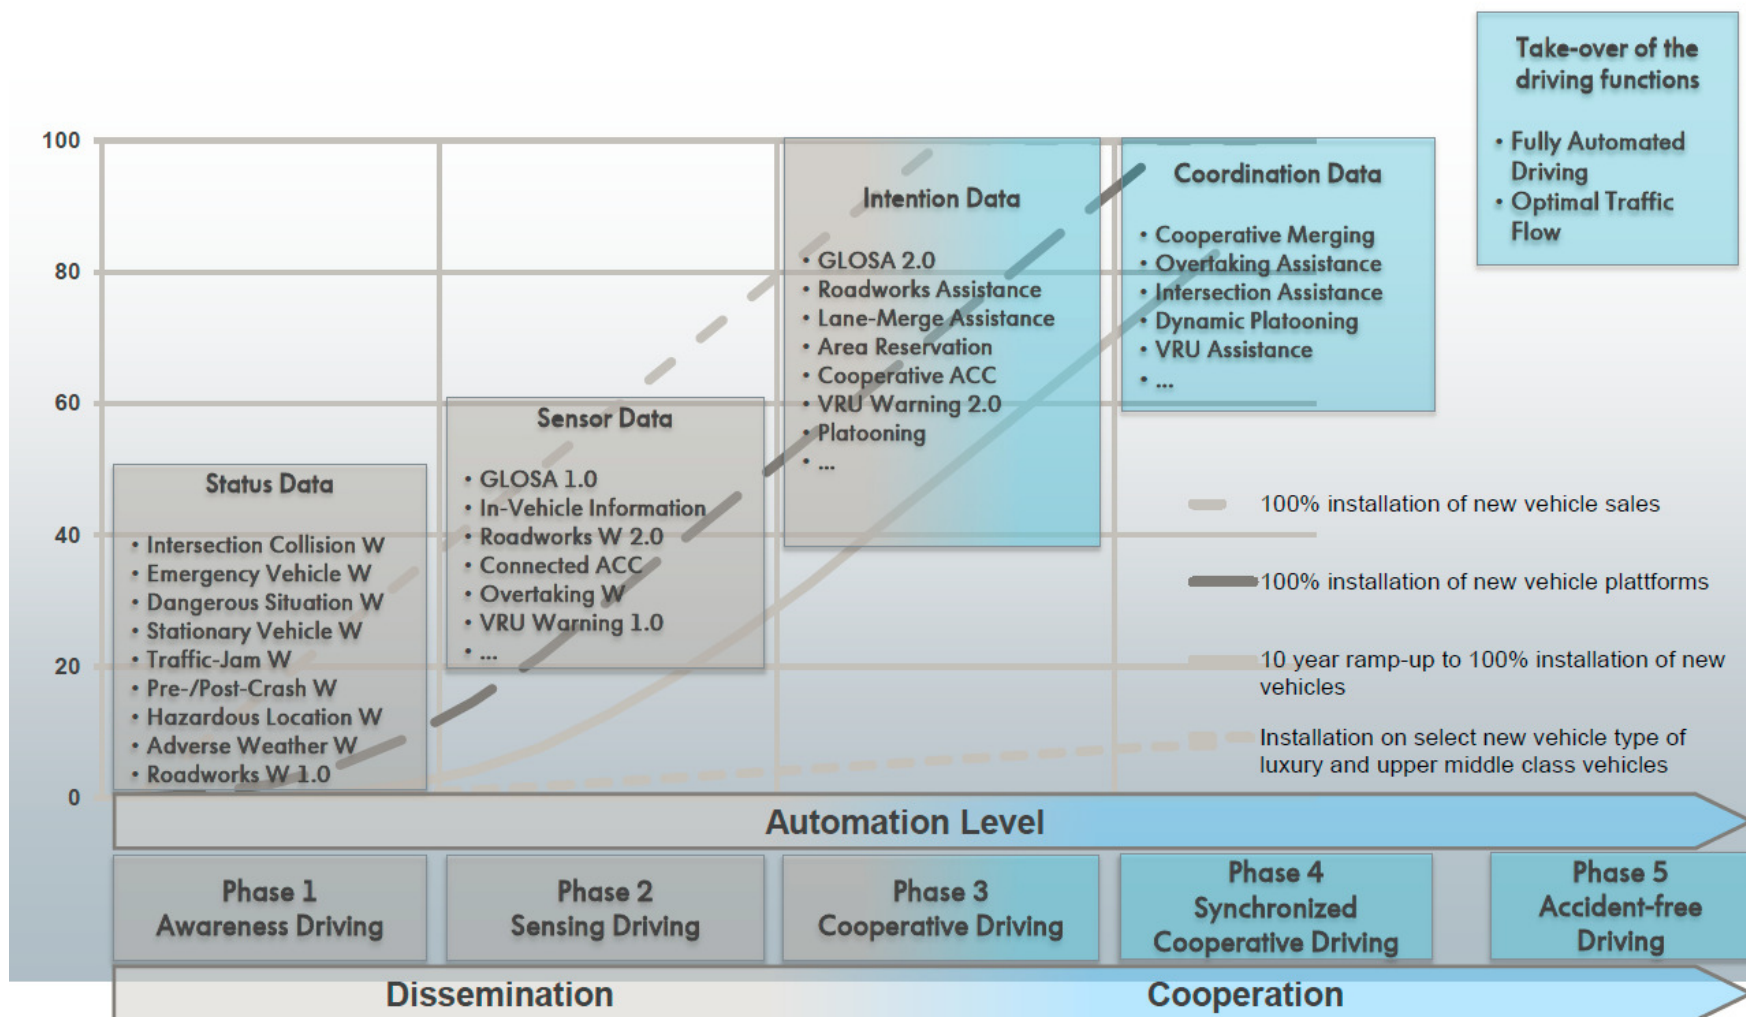 Take-over of the
driving functions
• Fully Automated
Driving
• Optimal Traffic
Flow
100
80
60
40
20
0
Status Data
• Intersection Collision W
• Emergency Vehicle W
• Dangerous Situation W
• Stationary Vehicle W
• Traffic-Jam W
• Pre-/Post-Crash W
• Hazardous Location W
• Adverse Weather W
• Roadworks W 1.0
Sensor Data
• GLOSA 1.0
• In-Vehicle Information
• Roadworks W 2.0
• Connected ACC
• Overtaking W
• VRU Warning 1.0
• ...
Intention Data
• GLOSA 2.0
• Roadworks Assistance
• Lane-Merge Assistance
• Area Reservation
• Cooperative ACC
• VRU Warning 2.0
• Platooning
• ...
Coordination Data
• Cooperative Merging
• Overtaking Assistance
• Intersection Assistance
• Dynamic Platooning
• VRU Assistance
• ...
100% installation of new vehicle sales
100% installation of new vehicle plattforms
10 year ramp-up to 100% installation of new
vehicles
Installation on select new vehicle type of
luxury and upper middle class vehicles
Automation Level
Phase 1
Awareness Driving
Phase 2
Sensing Driving
Phase 3
Cooperative Driving
Phase 4
Synchronized
Cooperative Driving
Phase 5
Accident-free
Driving
Dissemination
Cooperation